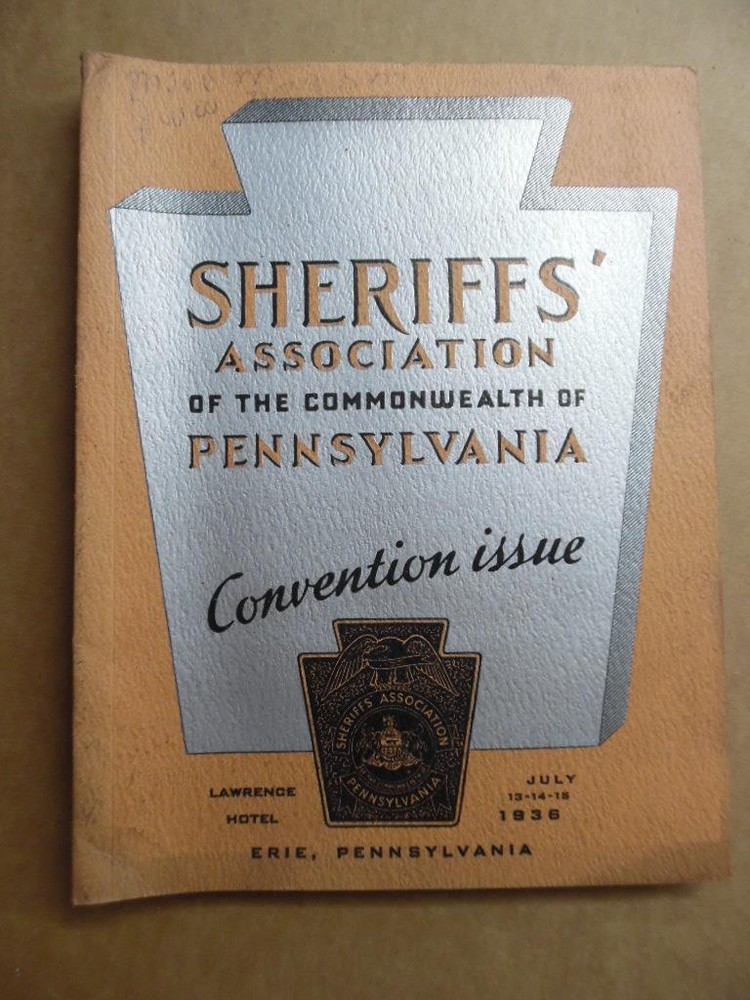 SHERIFFS'
ASSOCIATION
OF THE COMMONWEALTH OF
PENNSYLVANIA
Convention issue
SHERIFFS' ASSOCIATION
PENNSYLVANIA
LAWRENCE
HOTEL
JULY
13-14-15
1936
ERIE, PENNSYLVANIA